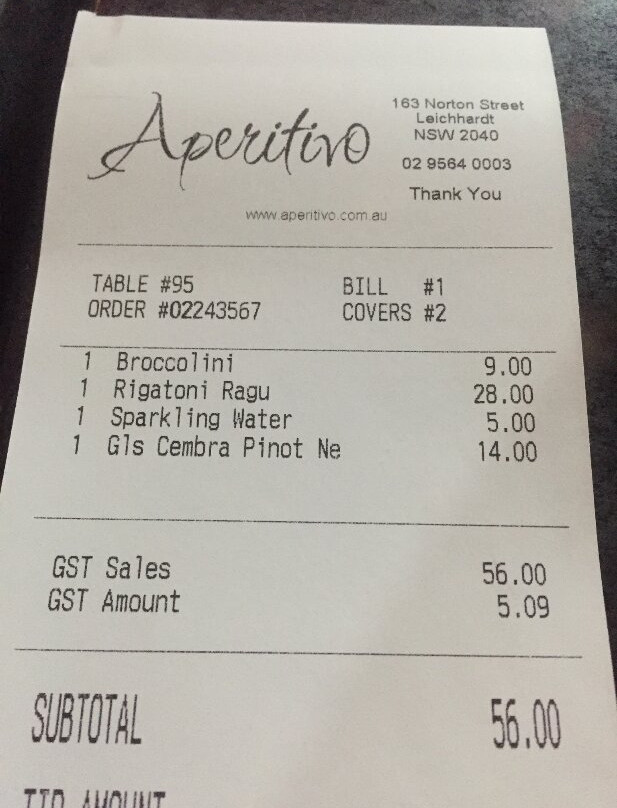 Aperitivo
163 Norton Street
Leichhardt
NSW 2040
02 9564 0003
Thank You
www.aperitivo.com.au
TABLE #95 BILL #1
ORDER #02243567 COVERS #2
1 Broccolini 9.00
1 Rigatoni Ragu 28.00
1 Sparkling Water 5.00
1 Gls Cembra Pinot Ne 14.00
GST Sales 56.00
GST Amount 5.09
SUBTOTAL 56.00
TIP AMOUNT